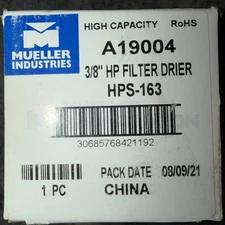 HIGH CAPACITY RoHS
MUELLER
INDUSTRIES
A19004
3/8" HP FILTER DRIER
HPS-163
30685768421192
1 PC
PACK DATE 08/09/21
CHINA